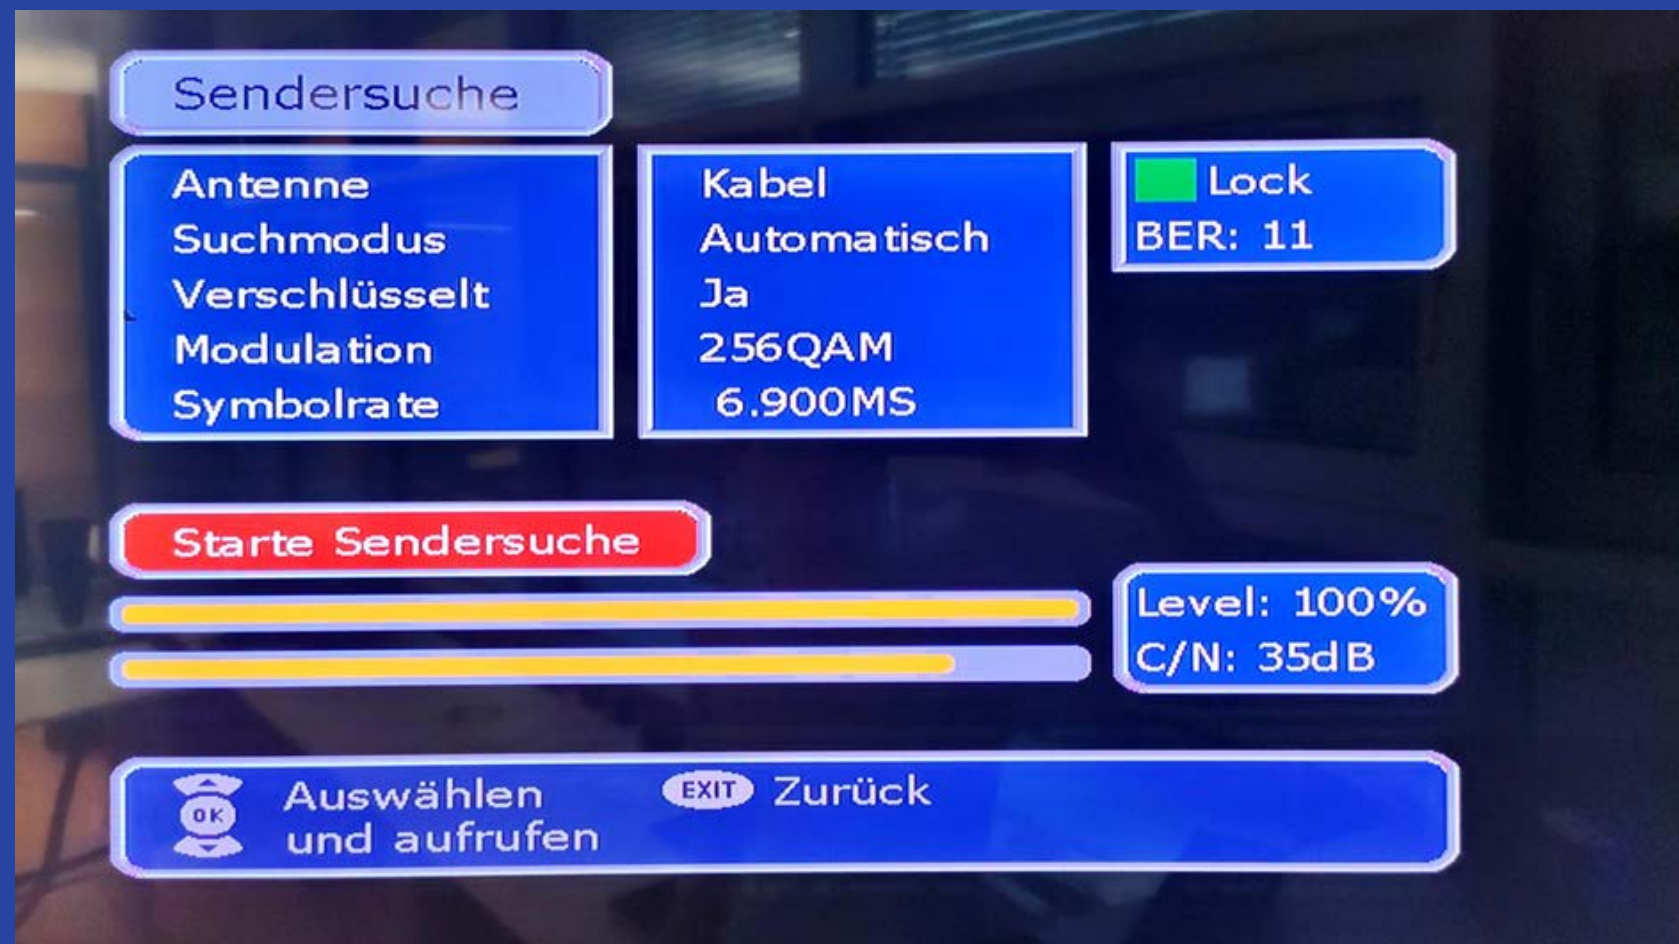 Sendersuche
Antenne Kabel
Suchmodus Automatisch
Verschlüsselt Ja
Modulation 256QAM
Symbolrate 6.900MS
Lock
BER: 11
Starte Sendersuche
Level: 100%
C/N: 35dB
OK Auswählen
und aufrufen
EXIT Zurück